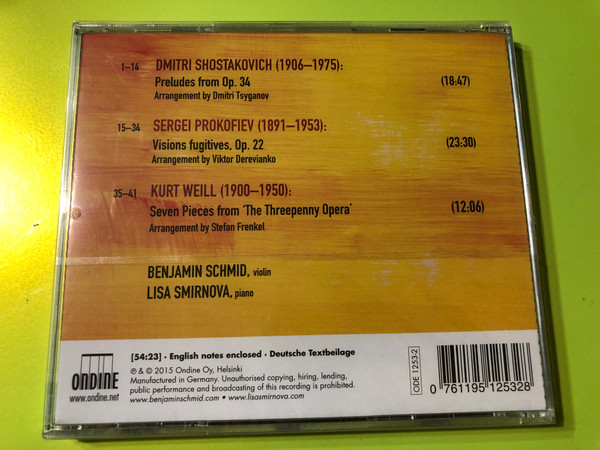 1–14 DMITRI SHOSTAKOVICH (1906–1975):
Preludes from Op. 34 (18:47)
Arrangement by Dmitri Tsyganov
15–34 SERGEI PROKOFIEV (1891–1953):
Visions fugitives, Op. 22 (23:30)
Arrangement by Viktor Derevianko
35–41 KURT WEILL (1900–1950):
Seven Pieces from 'The Threepenny Opera' (12:06)
Arrangement by Stefan Frenkel
BENJAMIN SCHMID, violin
LISA SMIRNOVA, piano
[54:23] · English notes enclosed · Deutsche Textbeilage
℗ & © 2015 Ondine Oy, Helsinki
Manufactured in Germany. Unauthorised copying, hiring, lending,
public performance and broadcasting of this recording is prohibited.
www.benjaminschmid.com • www.lisasmirnova.com
ONDINE
www.ondine.net
ODE 1253-2
0 761195 125328